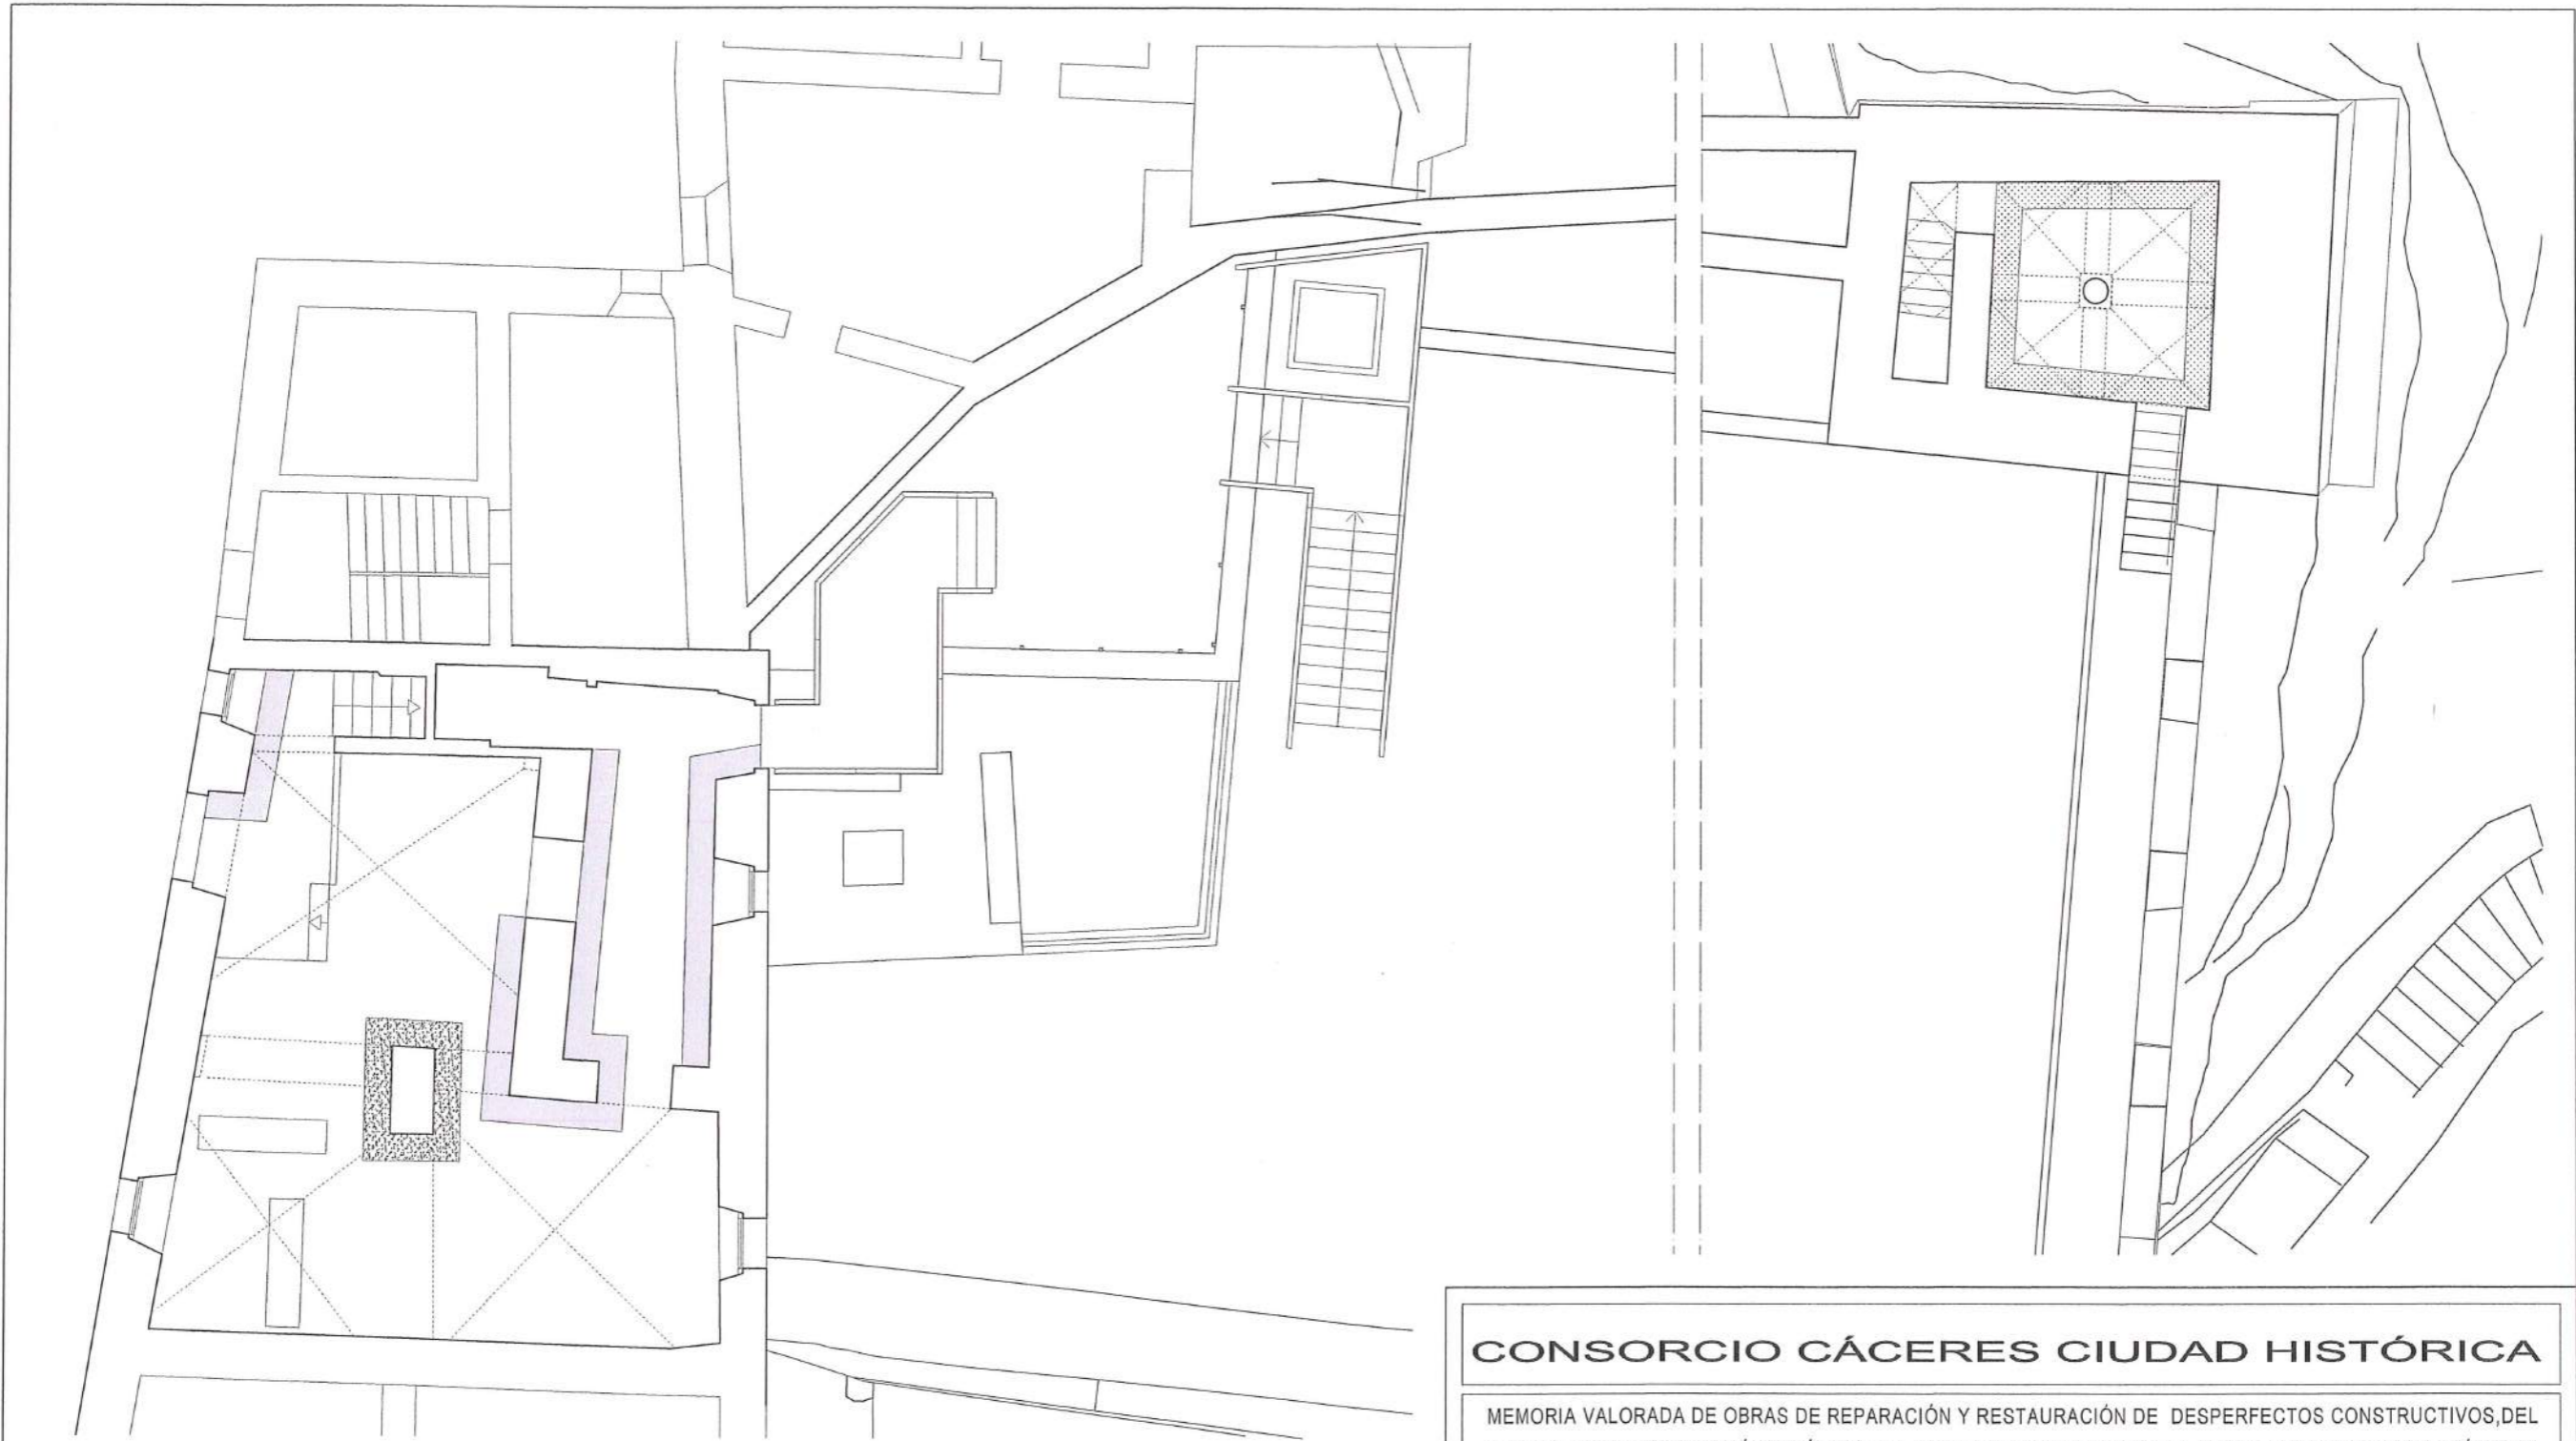 CONSORCIO CÁCERES CIUDAD HISTÓRICA
MEMORIA VALORADA DE OBRAS DE REPARACIÓN Y RESTAURACIÓN DE DESPERFECTOS CONSTRUCTIVOS,DEL